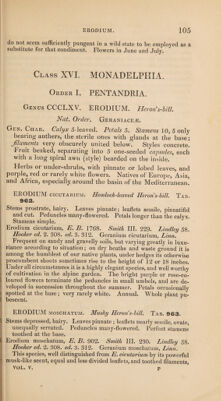 ERODIUM. 105
do not seem sufficiently pungent in a wild state to be employed as a
substitute for that condiment. Flowers in June and July.
CLASS XVI. MONADELPHIA.
ORDER I. PENTANDRIA.
GENUS CCCLXV. ERODIUM. Heron's-bill.
Nat. Order. GERANIACEÆ.
GEN. CHAR. Calyx 5-leaved. Petals 5. Stamens 10, 5 only
bearing anthers, the sterile ones with glands at the base;
filaments very obscurely united below. Styles connecte.
Fruit beaked, separating into 5 one-seeded capsules, each
with a long spiral awn (style) bearded on the inside.
Herbs or under-shrubs, with pinnate or lobed leaves, and
purple, red or rarely white flowers. Natives of Europe, Asia,
and Africa, especially around the basin of the Mediterranean.
ERODIUM CICUTARIUM. Hemlock-leaved Heron's-bill. TAB.
962.
Stems prostrate, hairy. Leaves pinnate; leaflets sessile, pinnatifid
and cut. Peduncles many-flowered. Petals longer than the calyx.
Stamens simple.
Erodium cicutarium, E. B. 1768. Smith III. 229. Lindley 58.
Hooker ed. 2. 308. ed. 3. 312. Geranium cicutarium, Linn.
Frequent on sandy and gravelly soils, but varying greatly in luxu-
riance according to situation; on dry heaths and waste ground it is
among the humblest of our native plants, under hedges its otherwise
procumbent shoots sometimes rise to the height of 12 or 18 inches.
Under all circumstances it is a highly elegant species, and well worthy
of cultivation in the alpine garden. The bright purple or rose-co-
loured flowers terminate the peduncles in small umbels, and are de-
veloped in succession throughout the summer. Petals occasionally
spotted at the base; very rarely white. Annual. Whole plant pu-
bescent.
ERODIUM MOSCHATUM. Musky Heron's-bill. TAB. 963.
Stems depressed, hairy. Leaves pinnate; leaflets nearly sessile, ovate,
unequally serrated. Peduncles many-flowered. Perfect stamens
toothed at the base.
Erodium moschatum, E. B. 902. Smith III. 230. Lindley 58.
Hooker ed. 2. 308. ed. 3. 312. Geranium moschatum, Linn.
This species, well distinguished from E. cicutarium by its powerful
musk-like scent, equal and less divided leaflets, and toothed filaments,
VOL. V. P